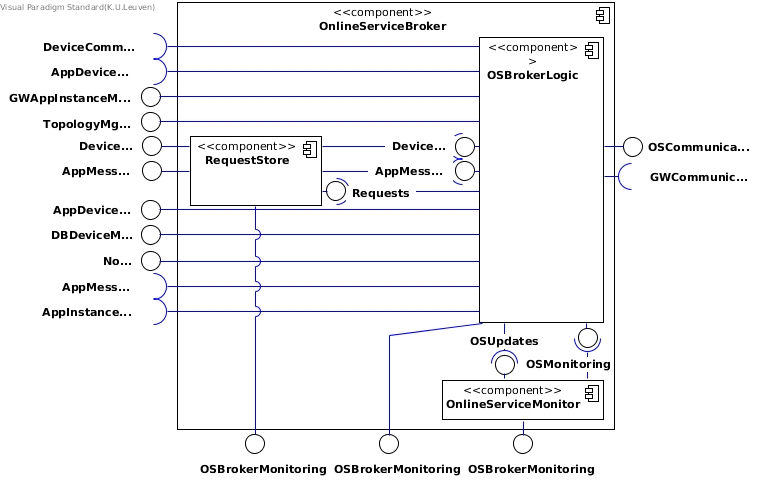 Visual Paradigm Standard(K.U.Leuven)
<<component>>
OnlineServiceBroker
DeviceComm...
AppDevice...
GWAppInstanceM...
TopologyMg...
Device...
AppMess...
<<component>>
RequestStore
Device...
AppMess...
Requests
<<component>
>
OSBrokerLogic
OSCommunica...
GWCommunic...
AppDevice...
DBDeviceM...
No...
AppMess...
AppInstance...
OSUpdates
OSMonitoring
<<component>>
OnlineServiceMonitor
OSBrokerMonitoring
OSBrokerMonitoring
OSBrokerMonitoring